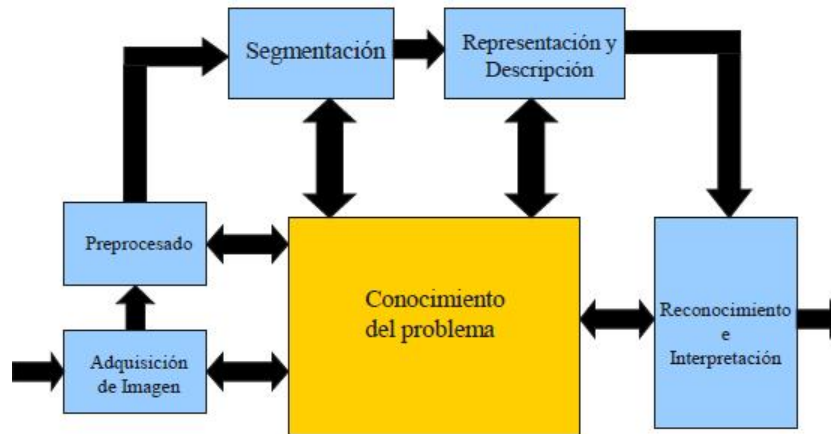 Segmentación
Representación y
Descripción
Preprocesado
Conocimiento
del problema
Reconocimiento
e
Interpretación
Adquisición
de Imagen